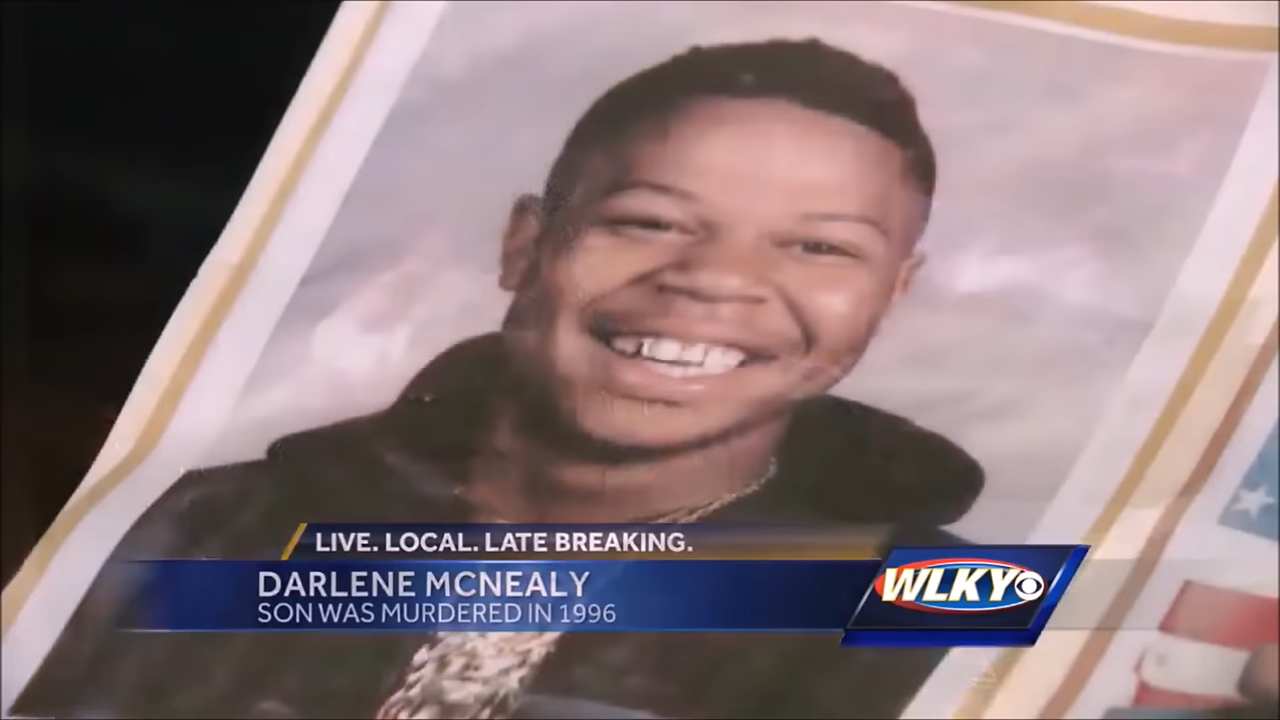 LIVE. LOCAL. LATE BREAKING.
DARLENE MCNEALY
SON WAS MURDERED IN 1996
WLKY